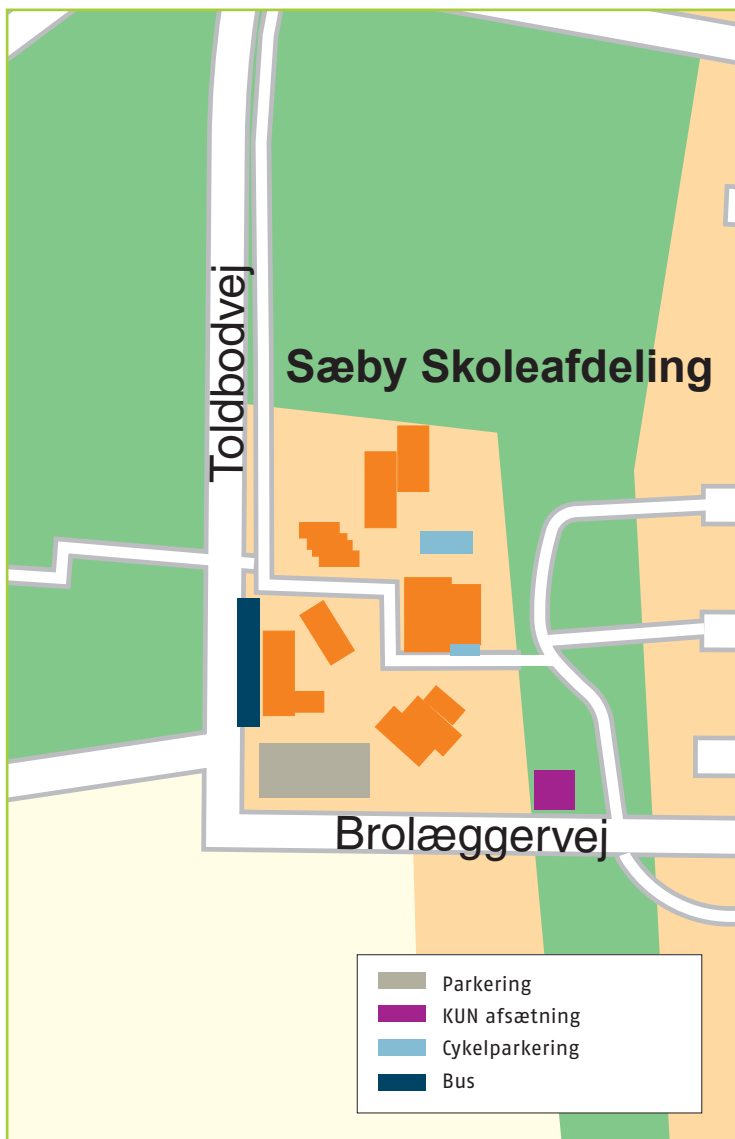 Toldbodvej
Sæby Skoleafdeling
Brolæggervej
Parkering
KUN afsætning
Cykelparkering
Bus